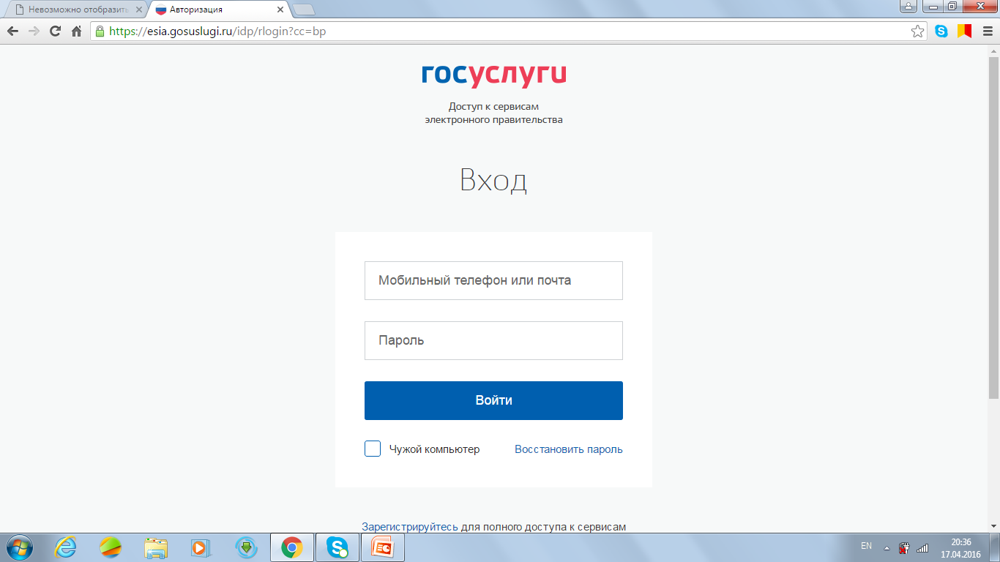 Невозможно отобразить
Авторизация
https://esia.gosuslugi.ru/idp/rlogin?cc=bp
госуслуги
Доступ к сервисам
электронного правительства
Вход
Мобильный телефон или почта
Пароль
Войти
Чужой компьютер
Восстановить пароль
Зарегистрируйтесь для полного доступа к сервисам
EN
20:36
17.04.2016